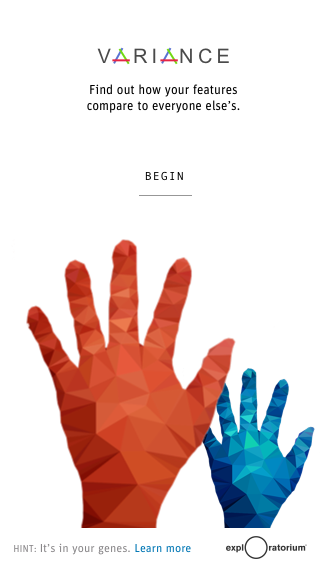 VARIANCE
Find out how your features
compare to everyone else's.
BEGIN
HINT: It's in your genes. Learn more
exploratorium